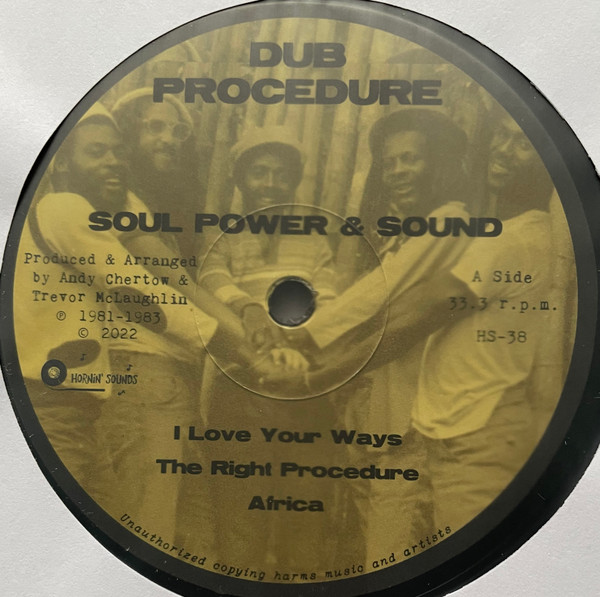 DUB
PROCEDURE
SOUL POWER & SOUND
Produced & Arranged
by Andy Chertow &
Trevor McLaughlin
℗ 1981-1983
© 2022
HORNIN' SOUNDS
A Side
33.3 r.p.m.
HS-38
I Love Your Ways
The Right Procedure
Africa
Unauthorized copying harms music and artists